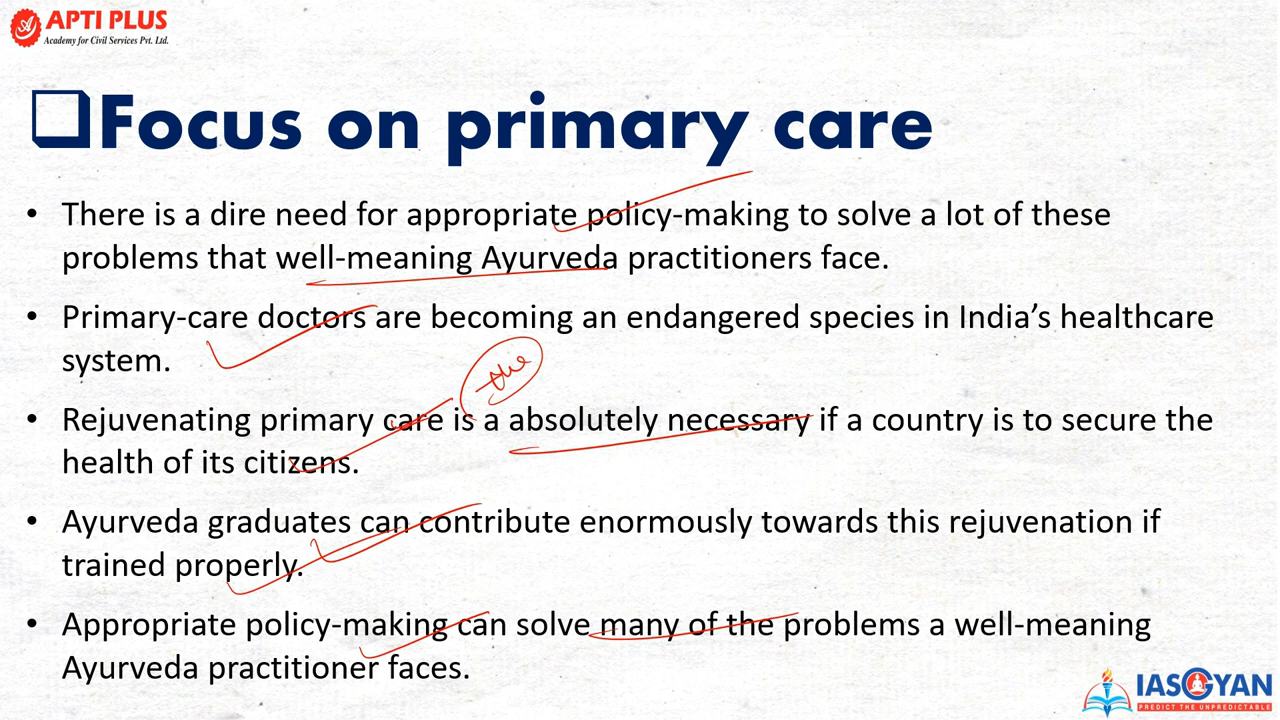 APTI PLUS
Academy for Civil Services Pvt. Ltd.
Focus on primary care
• There is a dire need for appropriate policy-making to solve a lot of these
problems that well-meaning Ayurveda practitioners face.
• Primary-care doctors are becoming an endangered species in India’s healthcare
system.
the
• Rejuvenating primary care is a absolutely necessary if a country is to secure the
health of its citizens.
• Ayurveda graduates can contribute enormously towards this rejuvenation if
trained properly.
• Appropriate policy-making can solve many of the problems a well-meaning
Ayurveda practitioner faces.
IASGYAN
PREDICT THE UNPREDICTABLE